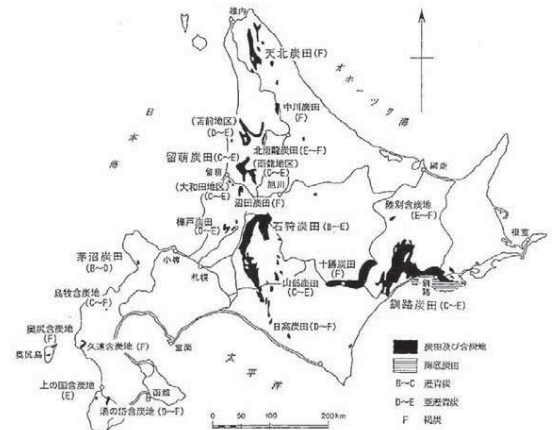 稚内
天北炭田(F)
オホーツク海
日本海
中川炭田
(F)
(苫前地区)
(D~E)
北雨龍炭田(E~F)
留萌炭田(C~E)
(雨龍地区)
(C~E)
留萌
旭川
(大和田地区)
(C~E)
沼田炭田(F)
網走
陸別含炭地
(E~F)
樺戸炭田
(D~E)
石狩炭田(B~E)
根室
茅沼炭田
(B~D)
小樽
札幌
十勝炭田
(F)
山部炭田
(C~E)
釧路
釧路炭田(C~E)
島牧含炭地
(C~F)
日高炭田(D~F)
奥尻含炭地
(F)
奥尻島
久遠含炭地(F)
室蘭
太平洋
上の国含炭地
(E)
函館
湯の岱含炭地(D~F)
炭田及び含炭地
海底炭田
B~C 瀝青炭
D~E 亜瀝青炭
F 褐炭
0 100 200km